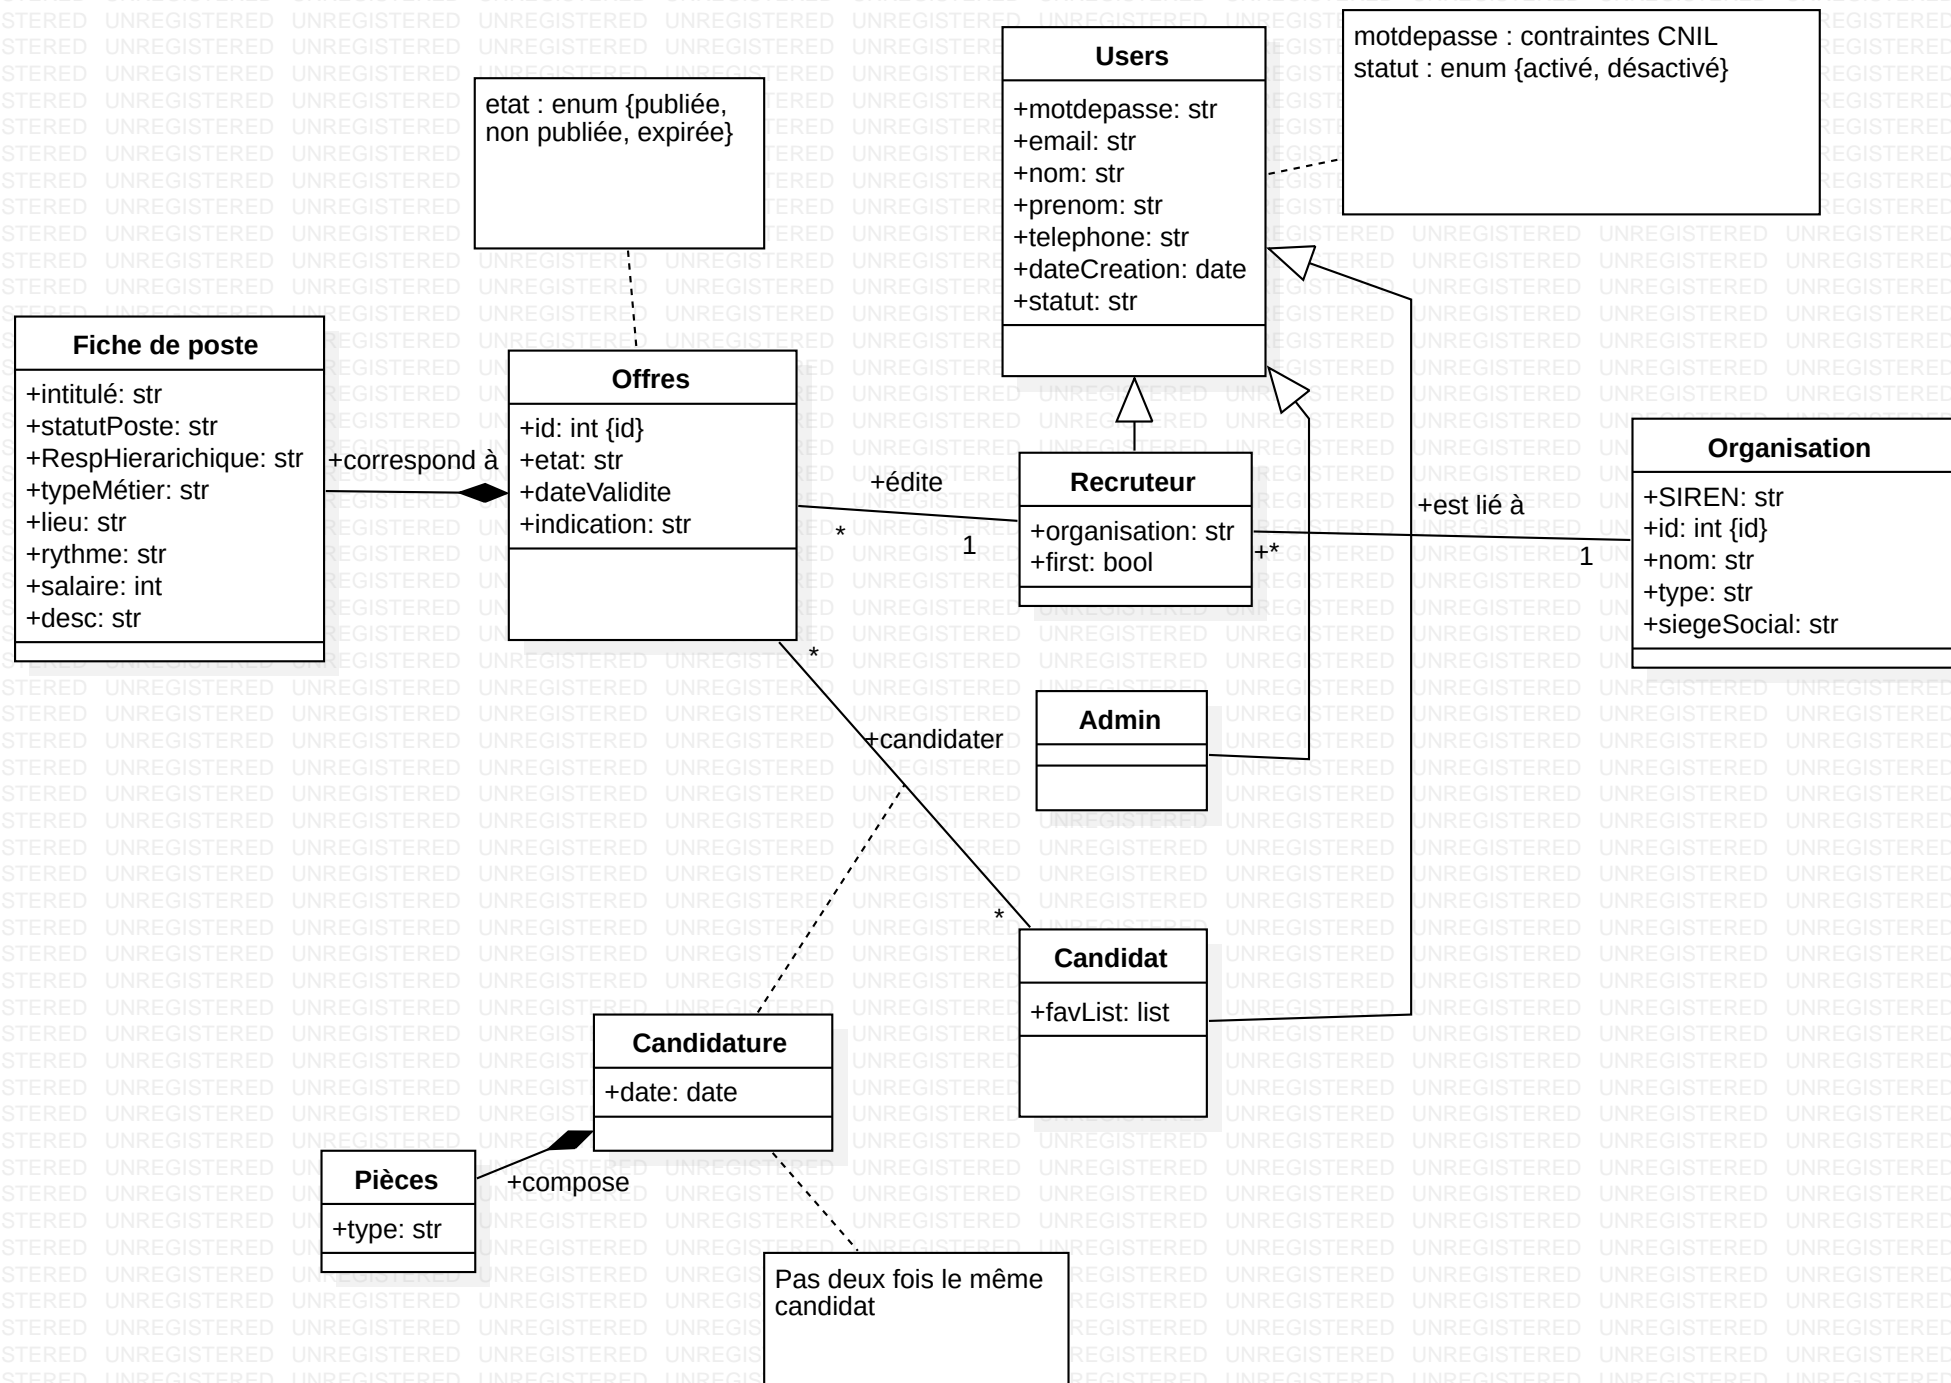 motdepasse : contraintes CNIL
statut : enum {activé, désactivé}
Users
+motdepasse: str
+email: str
+nom: str
+prenom: str
+telephone: str
+dateCreation: date
+statut: str
etat : enum {publiée,
non publiée, expirée}
Fiche de poste
+intitulé: str
+statutPoste: str
+RespHierarichique: str
+typeMétier: str
+lieu: str
+rythme: str
+salaire: int
+desc: str
+correspond à
Offres
+id: int {id}
+etat: str
+dateValidite
+indication: str
+édite
*
1
Recruteur
+organisation: str
+first: bool
+est lié à
+*
1
Organisation
+SIREN: str
+id: int {id}
+nom: str
+type: str
+siegeSocial: str
*
+candidater
*
Admin
Candidat
+favList: list
Candidature
+date: date
+compose
Pièces
+type: str
Pas deux fois le même
candidat
UNREGISTERED